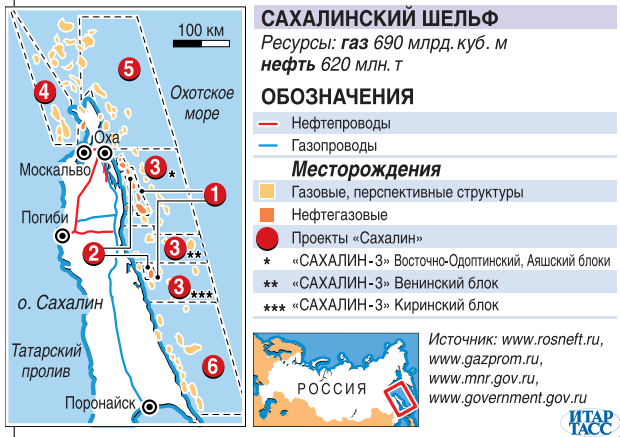 100 км
5
4
Охотское
море
Оха
Москальво
3 *
1
Погиби
2
3 **
3 ***
о. Сахалин
Татарский
пролив
6
Поронайск
САХАЛИНСКИЙ ШЕЛЬФ
Ресурсы: газ 690 млрд. куб. м
нефть 620 млн. т
ОБОЗНАЧЕНИЯ
Нефтепроводы
Газопроводы
Месторождения
Газовые, перспективные структуры
Нефтегазовые
Проекты «Сахалин»
* «САХАЛИН-3» Восточно-Одоптинский, Аяшский блоки
** «САХАЛИН-3» Венинский блок
*** «САХАЛИН-3» Киринский блок
РОССИЯ
Источник: www.rosneft.ru,
www.gazprom.ru,
www.mnr.gov.ru,
www.government.gov.ru
ИТАР
ТАСС